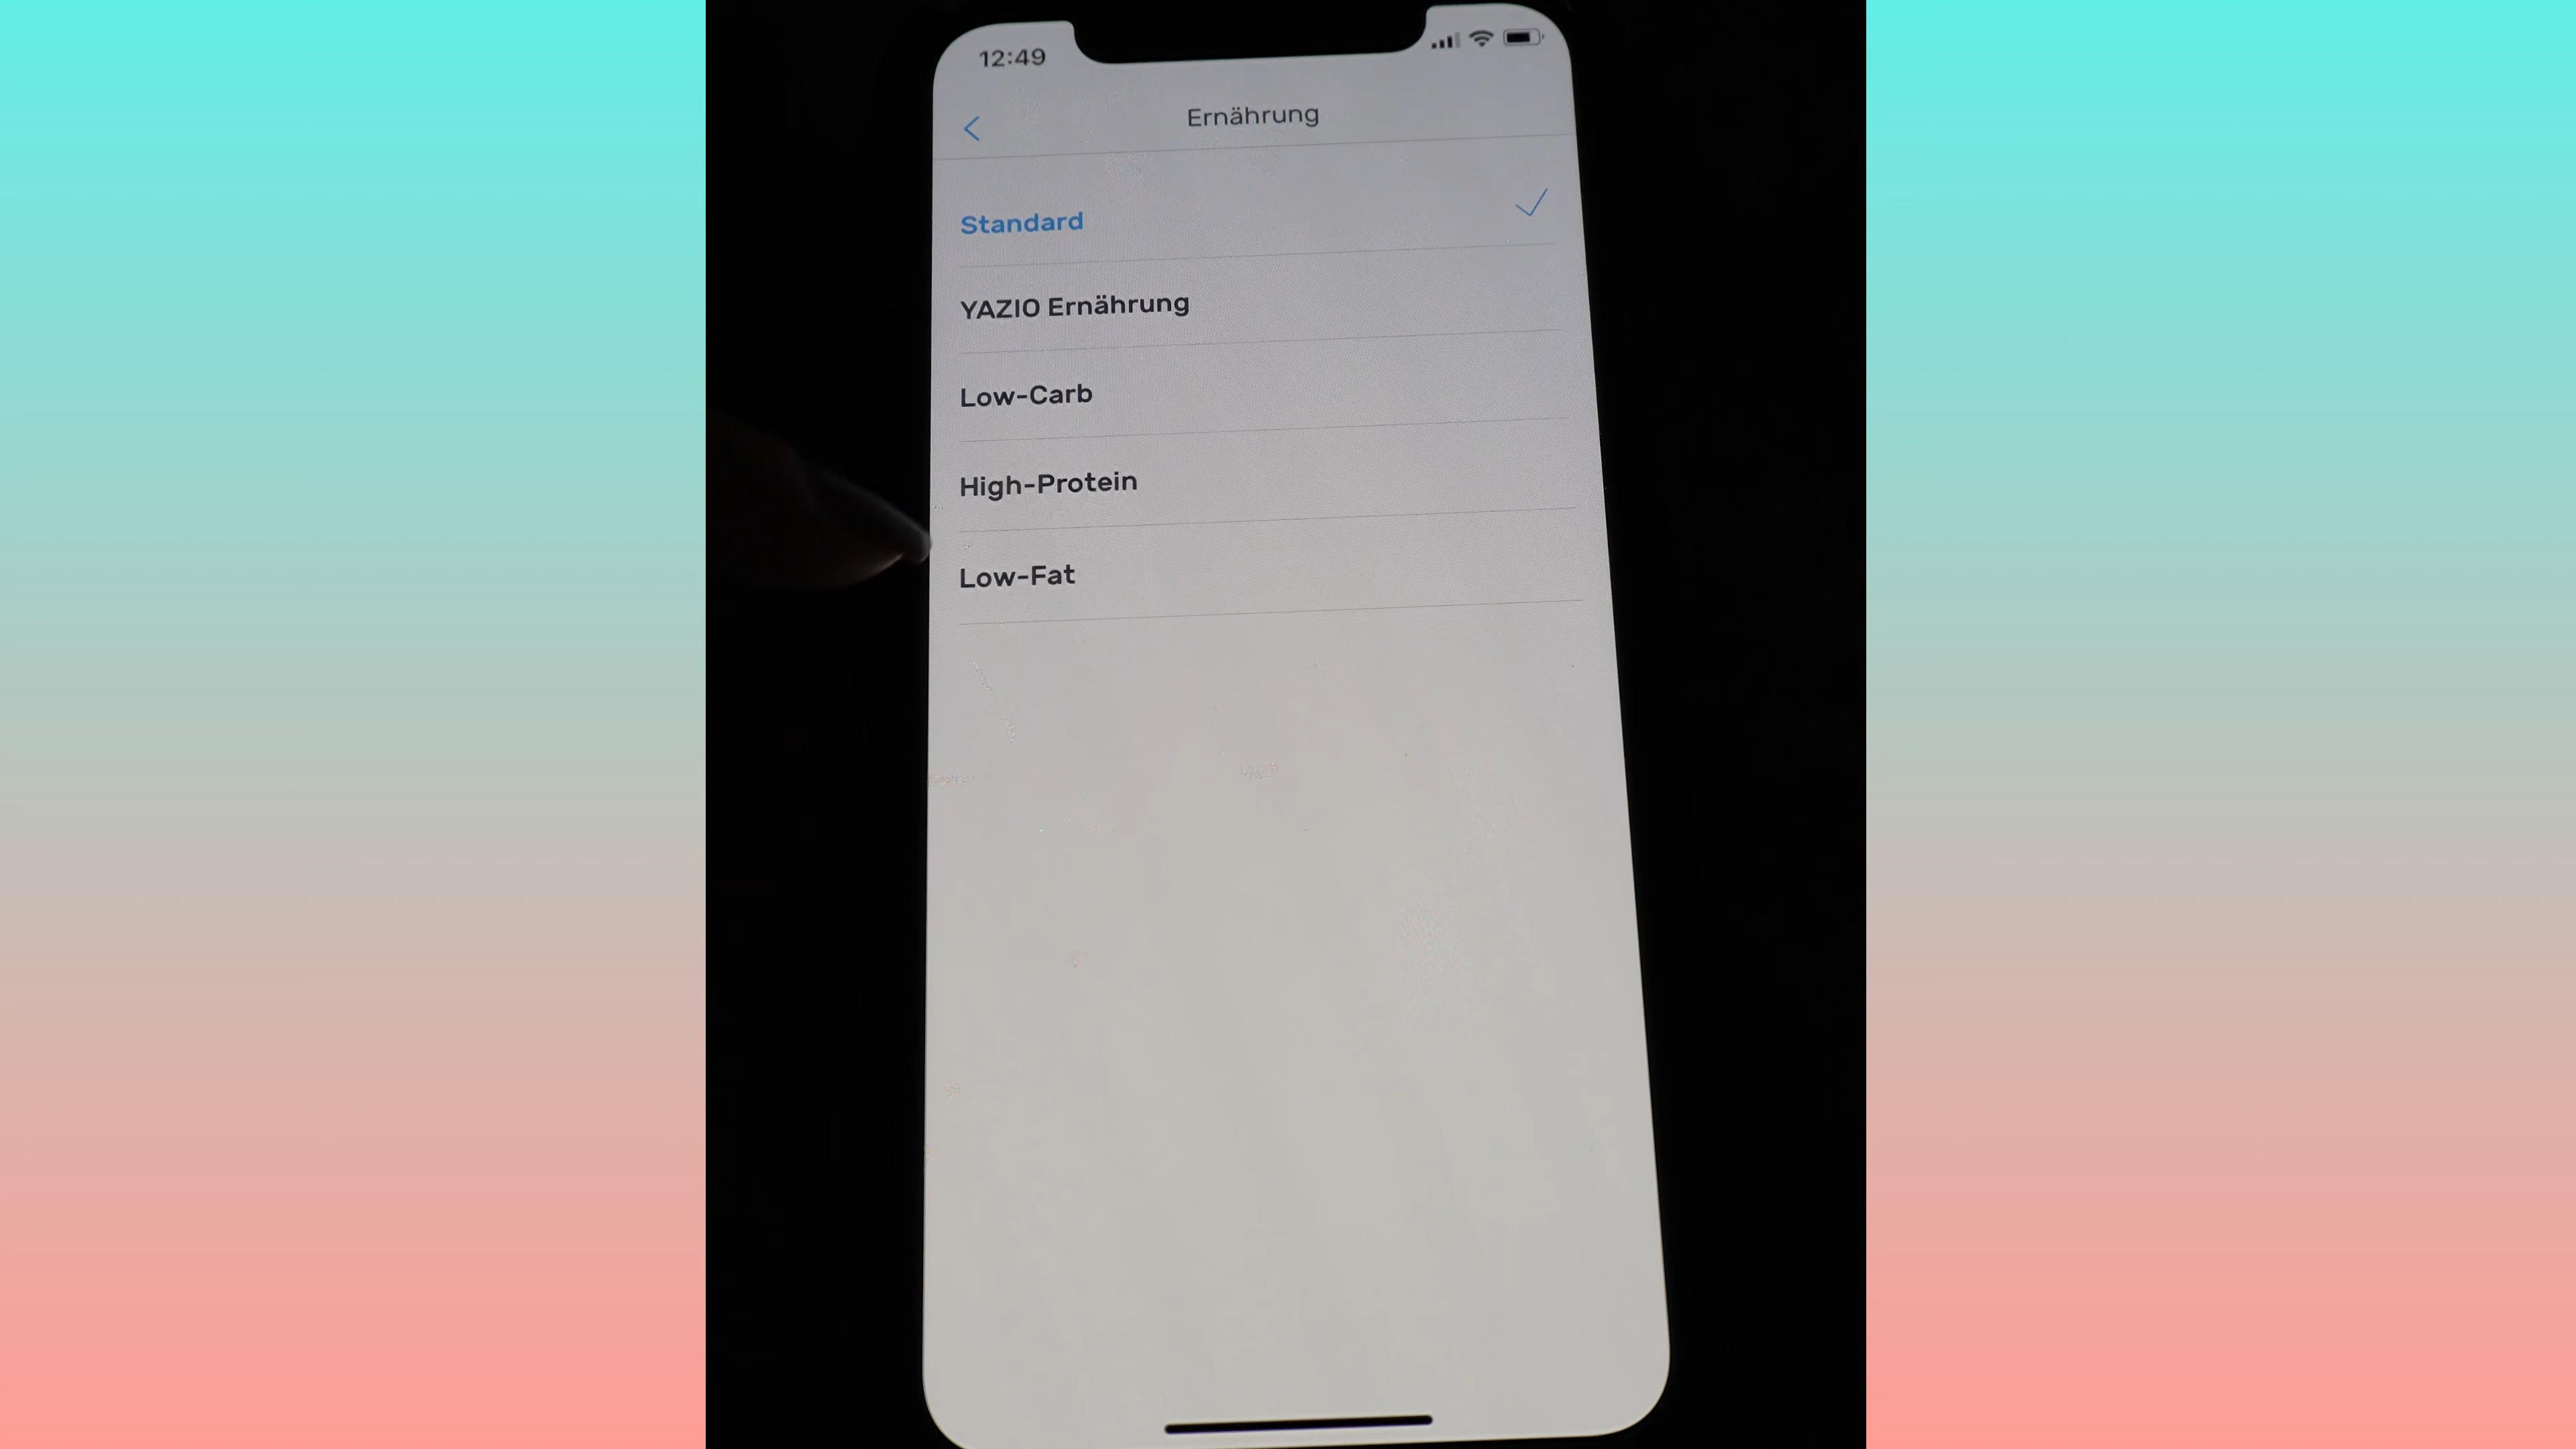 12:49
Ernährung
Standard
YAZIO Ernährung
Low-Carb
High-Protein
Low-Fat